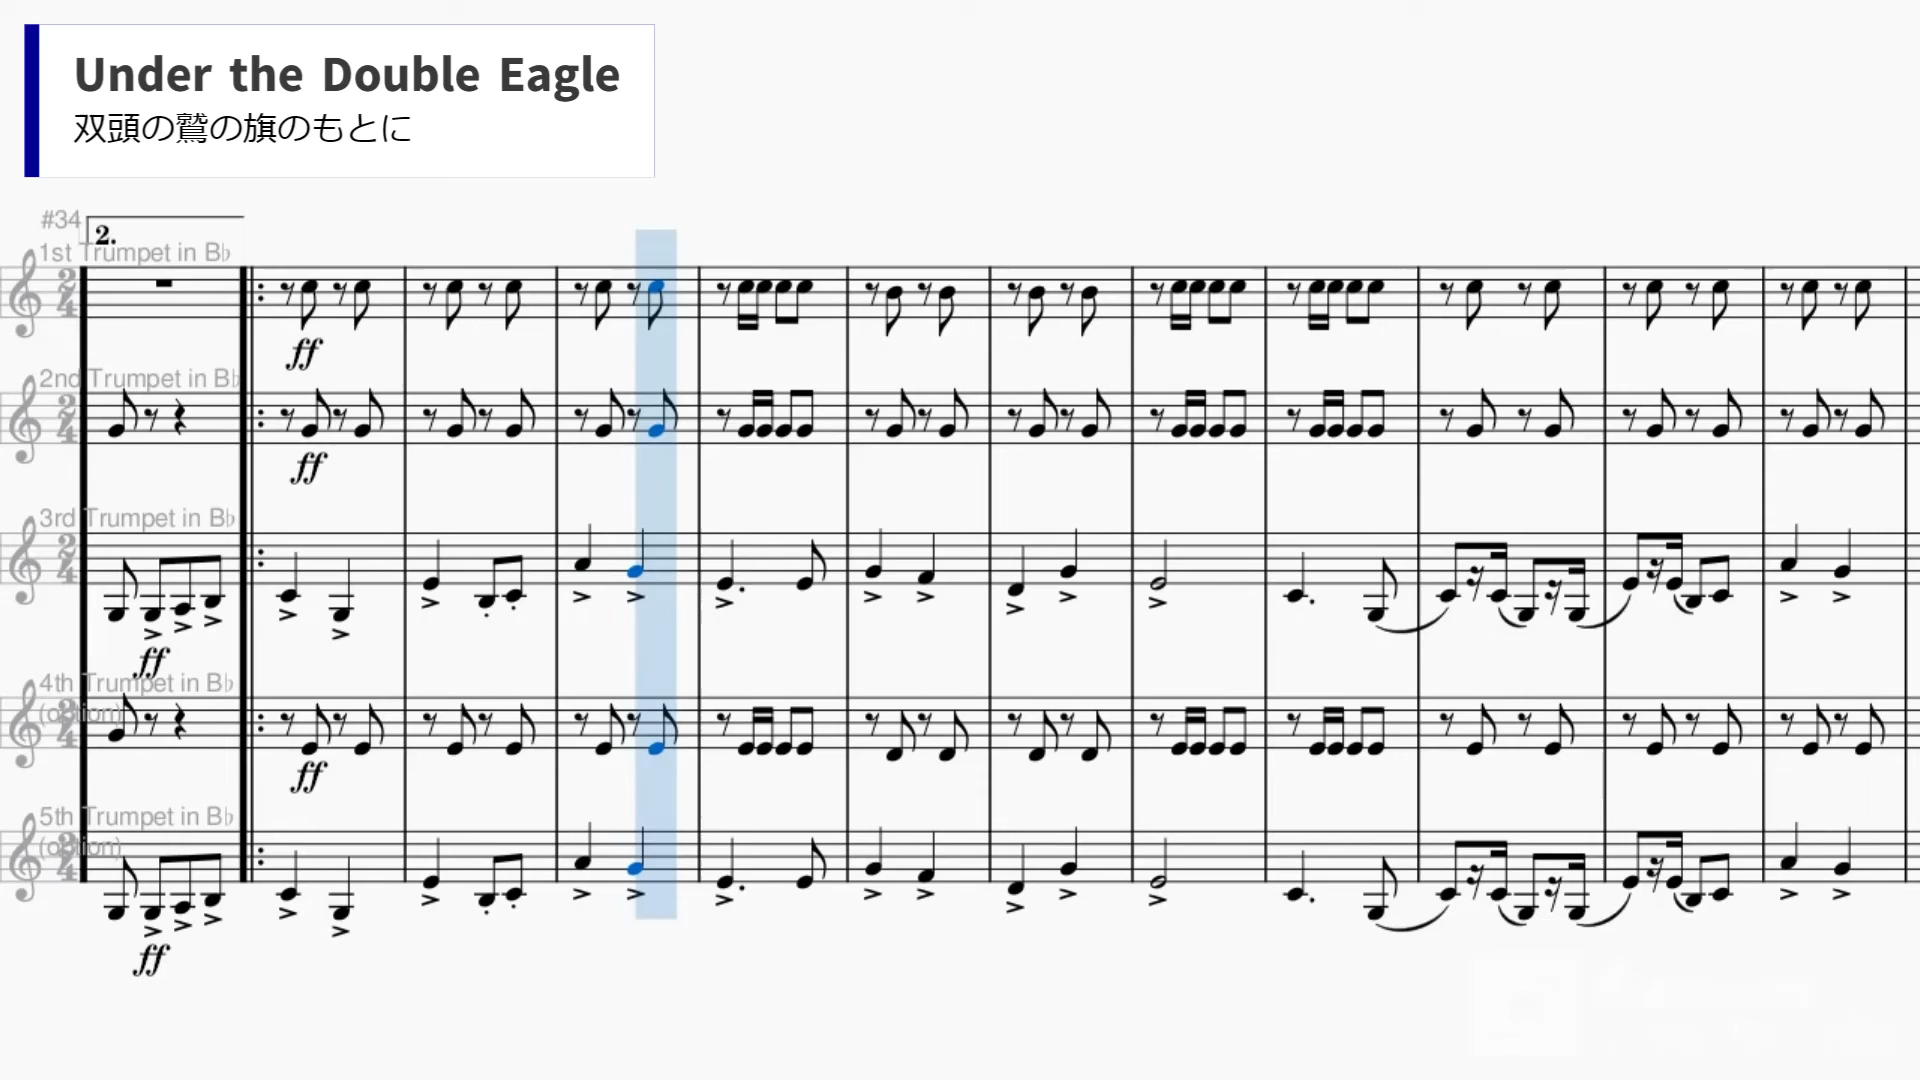 Under the Double Eagle
双頭の鷲の旗のもとに
#34
2.
1st Trumpet in B♭
ff
2nd Trumpet in B♭
ff
3rd Trumpet in B♭
ff
4th Trumpet in B♭
(option)
ff
5th Trumpet in B♭
(option)
ff